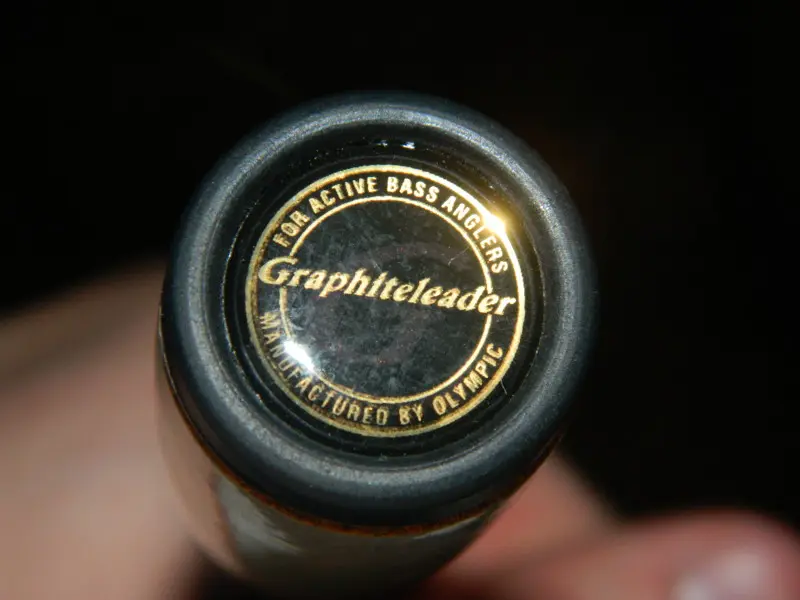 FOR ACTIVE BASS ANGLERS
Graphiteleader
MANUFACTURED BY OLYMPIC